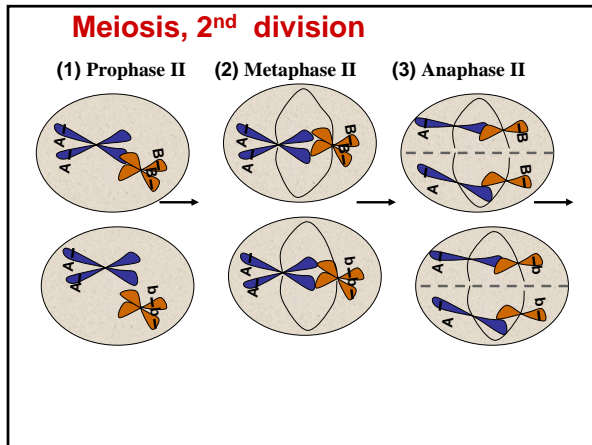 Meiosis, 2nd division
(1) Prophase II
(2) Metaphase II
(3) Anaphase II
A
A
B
B
A
A
B
B
A
B
A
B
A
A
b
b
A
A
b
b
A
b
A
b